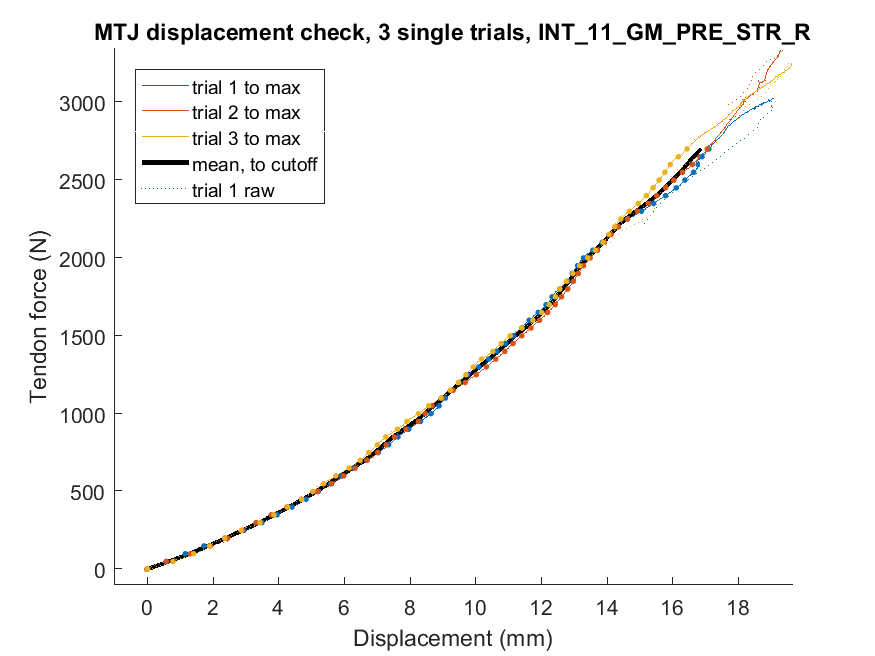 MTJ displacement check, 3 single trials, INT_11_GM_PRE_STR_R
trial 1 to max
trial 2 to max
trial 3 to max
mean, to cutoff
trial 1 raw
Tendon force (N)
3000
2500
2000
1500
1000
500
0
0 2 4 6 8 10 12 14 16 18
Displacement (mm)